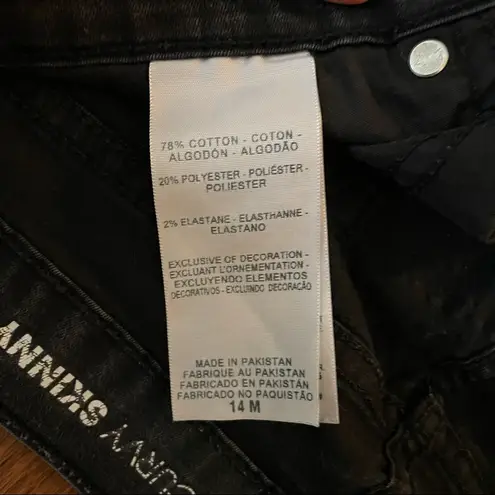 78% COTTON - COTON -
ALGODÓN - ALGODÃO
20% POLYESTER - POLIÉSTER -
POLIESTER
2% ELASTANE - ELASTHANNE -
ELASTANO
EXCLUSIVE OF DECORATION -
EXCLUANT L'ORNEMENTATION -
EXCLUYENDO ELEMENTOS
DECORATIVOS - EXCLUINDO DECORAÇÃO
MADE IN PAKISTAN
FABRIQUE AU PAKISTAN
FABRICADO EN PAKISTÁN
FABRICADO NO PAQUISTÃO
14 M
CURVY SKINNY